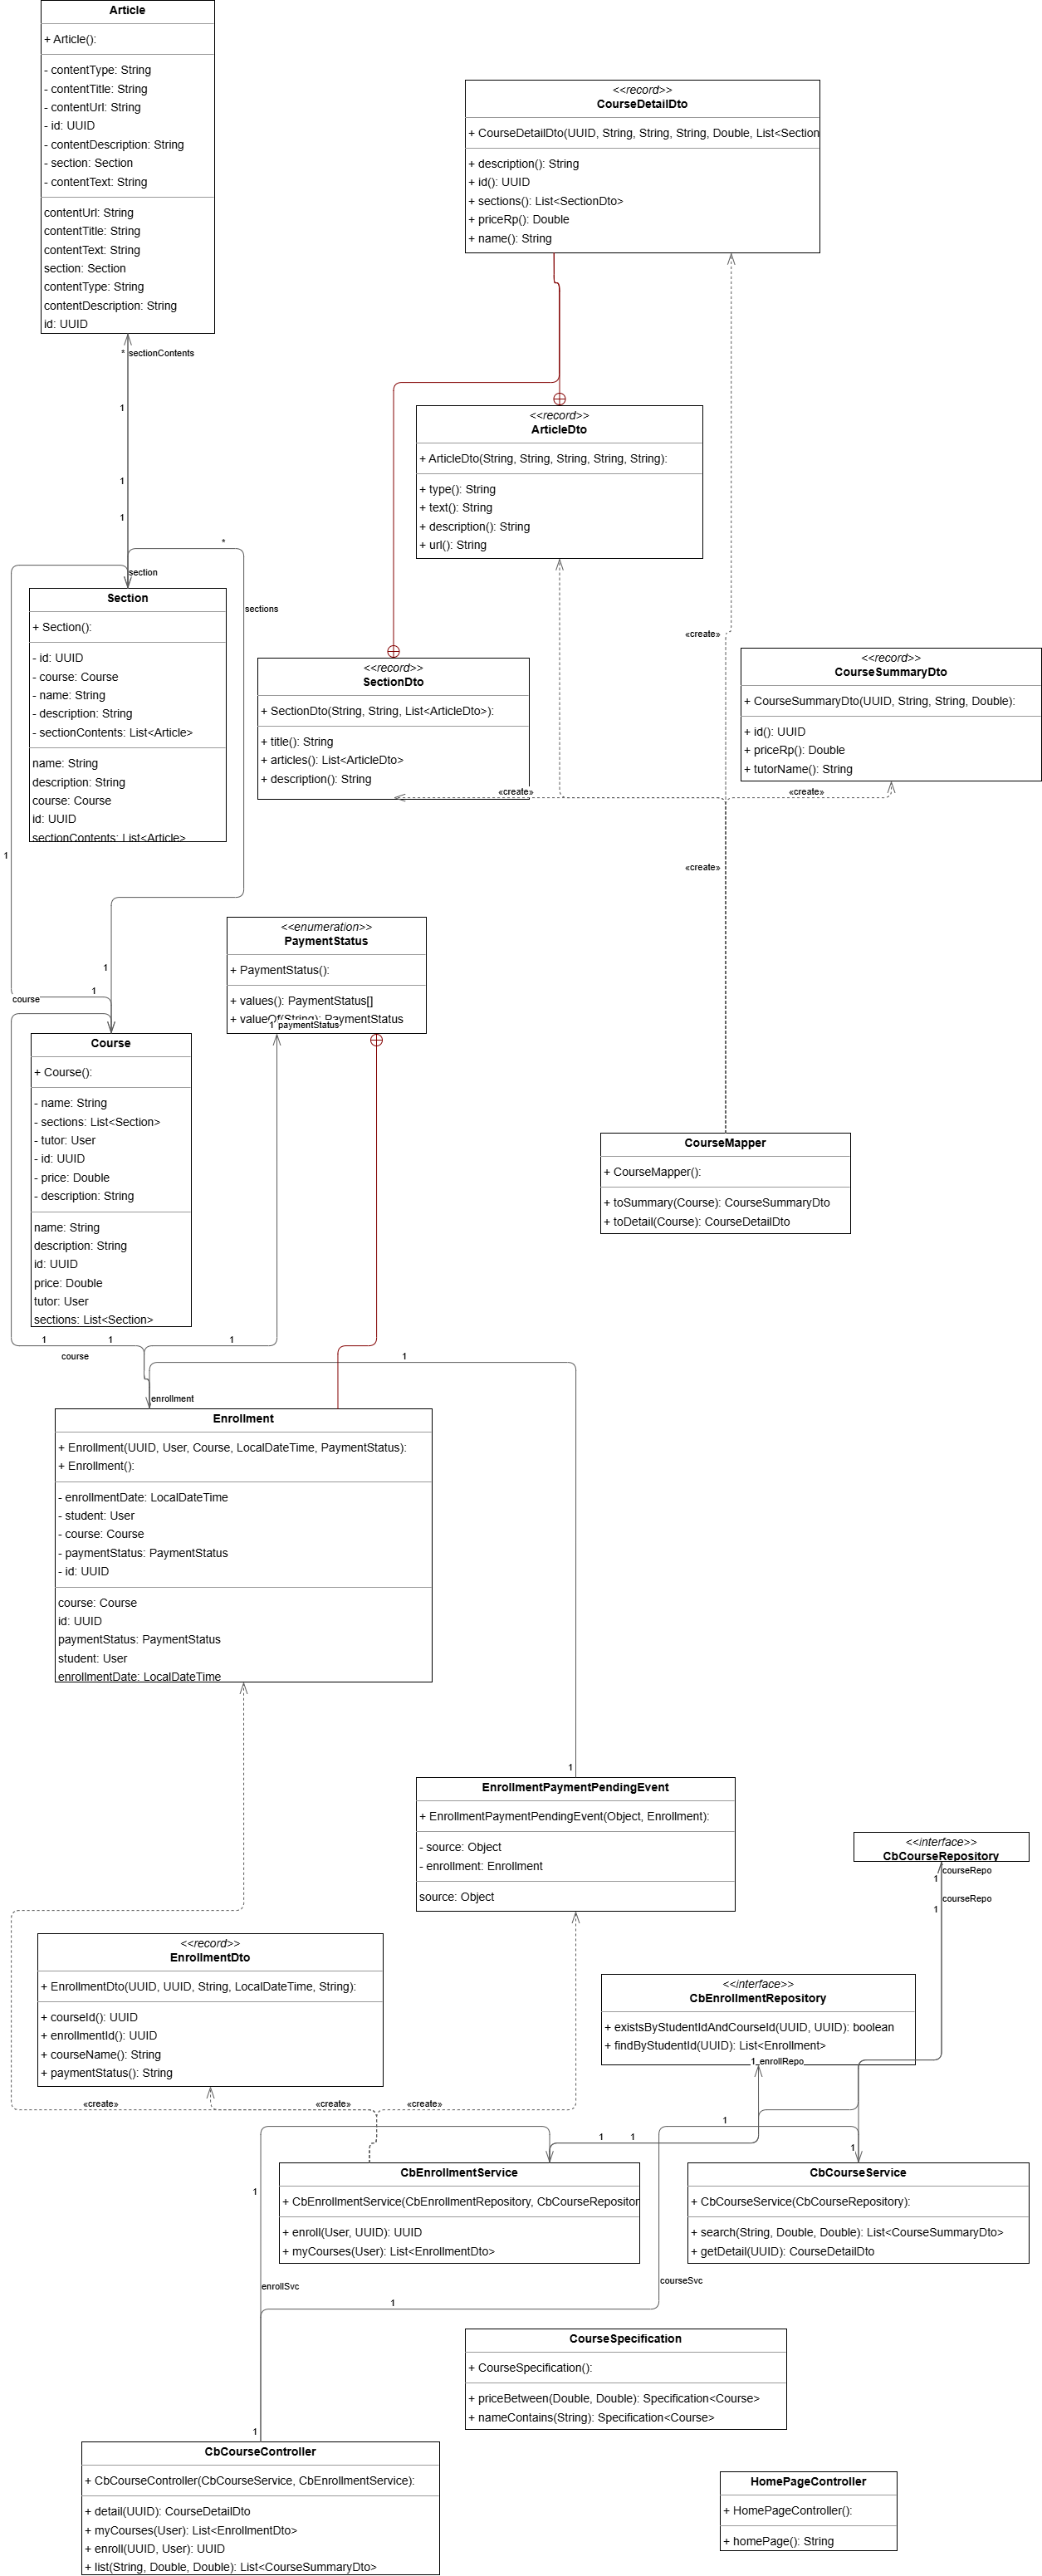 Article
+ Article():
- contentType: String
- contentTitle: String
- contentUrl: String
- id: UUID
- contentDescription: String
- section: Section
- contentText: String
contentUrl: String
contentTitle: String
contentText: String
section: Section
contentType: String
contentDescription: String
id: UUID
* sectionContents
1
1
1
*
section
sections
<<record>>
CourseDetailDto
+ CourseDetailDto(UUID, String, String, String, Double, List<Section
+ description(): String
+ id(): UUID
+ sections(): List<SectionDto>
+ priceRp(): Double
+ name(): String
<<record>>
ArticleDto
+ ArticleDto(String, String, String, String, String):
+ type(): String
+ text(): String
+ description(): String
+ url(): String
Section
+ Section():
- id: UUID
- course: Course
- name: String
- description: String
- sectionContents: List<Article>
name: String
description: String
course: Course
id: UUID
sectionContents: List<Article>
<<record>>
SectionDto
+ SectionDto(String, String, List<ArticleDto>):
+ title(): String
+ articles(): List<ArticleDto>
+ description(): String
«create»
<<record>>
CourseSummaryDto
+ CourseSummaryDto(UUID, String, String, Double):
+ id(): UUID
+ priceRp(): Double
+ tutorName(): String
«create»
«create»
«create»
1
1
1
course
<<enumeration>>
PaymentStatus
+ PaymentStatus():
+ values(): PaymentStatus[]
+ valueOf(String): PaymentStatus
1 paymentStatus
Course
+ Course():
- name: String
- sections: List<Section>
- tutor: User
- id: UUID
- price: Double
- description: String
name: String
description: String
id: UUID
price: Double
tutor: User
sections: List<Section>
CourseMapper
+ CourseMapper():
+ toSummary(Course): CourseSummaryDto
+ toDetail(Course): CourseDetailDto
1
1
1
course
1
enrollment
Enrollment
+ Enrollment(UUID, User, Course, LocalDateTime, PaymentStatus):
+ Enrollment():
- enrollmentDate: LocalDateTime
- student: User
- course: Course
- paymentStatus: PaymentStatus
- id: UUID
course: Course
id: UUID
paymentStatus: PaymentStatus
student: User
enrollmentDate: LocalDateTime
1
EnrollmentPaymentPendingEvent
+ EnrollmentPaymentPendingEvent(Object, Enrollment):
- source: Object
- enrollment: Enrollment
source: Object
<<interface>>
CbCourseRepository
courseRepo
1
courseRepo
1
<<record>>
EnrollmentDto
+ EnrollmentDto(UUID, UUID, String, LocalDateTime, String):
+ courseId(): UUID
+ enrollmentId(): UUID
+ courseName(): String
+ paymentStatus(): String
<<interface>>
CbEnrollmentRepository
+ existsByStudentIdAndCourseId(UUID, UUID): boolean
+ findByStudentId(UUID): List<Enrollment>
1 enrollRepo
«create»
«create»
«create»
1
1
1
1
CbEnrollmentService
+ CbEnrollmentService(CbEnrollmentRepository, CbCourseRepositor
+ enroll(User, UUID): UUID
+ myCourses(User): List<EnrollmentDto>
CbCourseService
+ CbCourseService(CbCourseRepository):
+ search(String, Double, Double): List<CourseSummaryDto>
+ getDetail(UUID): CourseDetailDto
1
enrollSvc
courseSvc
1
CourseSpecification
+ CourseSpecification():
+ priceBetween(Double, Double): Specification<Course>
+ nameContains(String): Specification<Course>
1
CbCourseController
+ CbCourseController(CbCourseService, CbEnrollmentService):
+ detail(UUID): CourseDetailDto
+ myCourses(User): List<EnrollmentDto>
+ enroll(UUID, User): UUID
+ list(String, Double, Double): List<CourseSummaryDto>
HomePageController
+ HomePageController():
+ homePage(): String